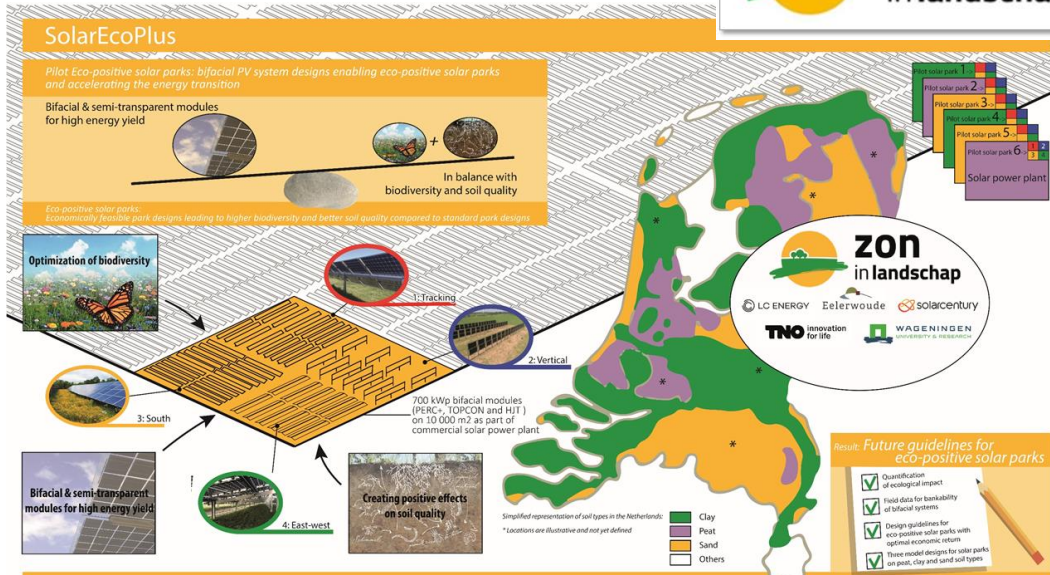 in landscha
SolarEcoPlus
Pilot Eco-positive solar parks: bifacial PV system designs enabling eco-positive solar parks
and accelerating the energy transition
Bifacial & semi-transparent modules
for high energy yield
+
In balance with
biodiversity and soil quality
Eco-positive solar parks:
Economically feasible park designs leading to higher biodiversity and better soil quality compared to standard park designs
Pilot solar park 1->
Pilot solar park 2->
Pilot solar park 3->
Pilot solar park 4->
Pilot solar park 5->
Pilot solar park 6->
1 2
3 4
Solar power plant
Optimization of biodiversity
1: Tracking
2: Vertical
3: South
4: East-west
700 kWp bifacial modules
(PERC+, TOPCON and HJT )
on 10 000 m2 as part of
commercial solar power plant
Bifacial & semi-transparent
modules for high energy yield
Creating positive effects
on soil quality
zon
in landschap
LC ENERGY
Eelerwoude
solarcentury
TNO innovation
for life
WAGENINGEN
UNIVERSITY & RESEARCH
Simplified representation of soil types in the Netherlands:
* Locations are illustrative and not yet defined
Clay
Peat
Sand
Others
Result: Future guidelines for
eco-positive solar parks
Quantification
of ecological impact
Field data for bankability
of bifacial systems
Design guidelines for
eco-positive solar parks with
optimal economic return
Three model designs for solar parks
on peat, clay and sand soil types